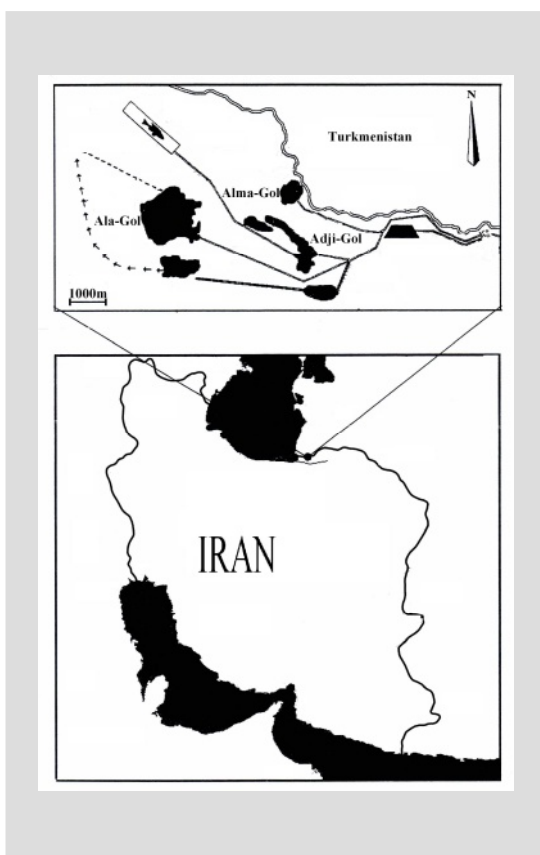 N
Turkmenistan
Alma-Gol
Ala-Gol
Adji-Gol
1000m
IRAN